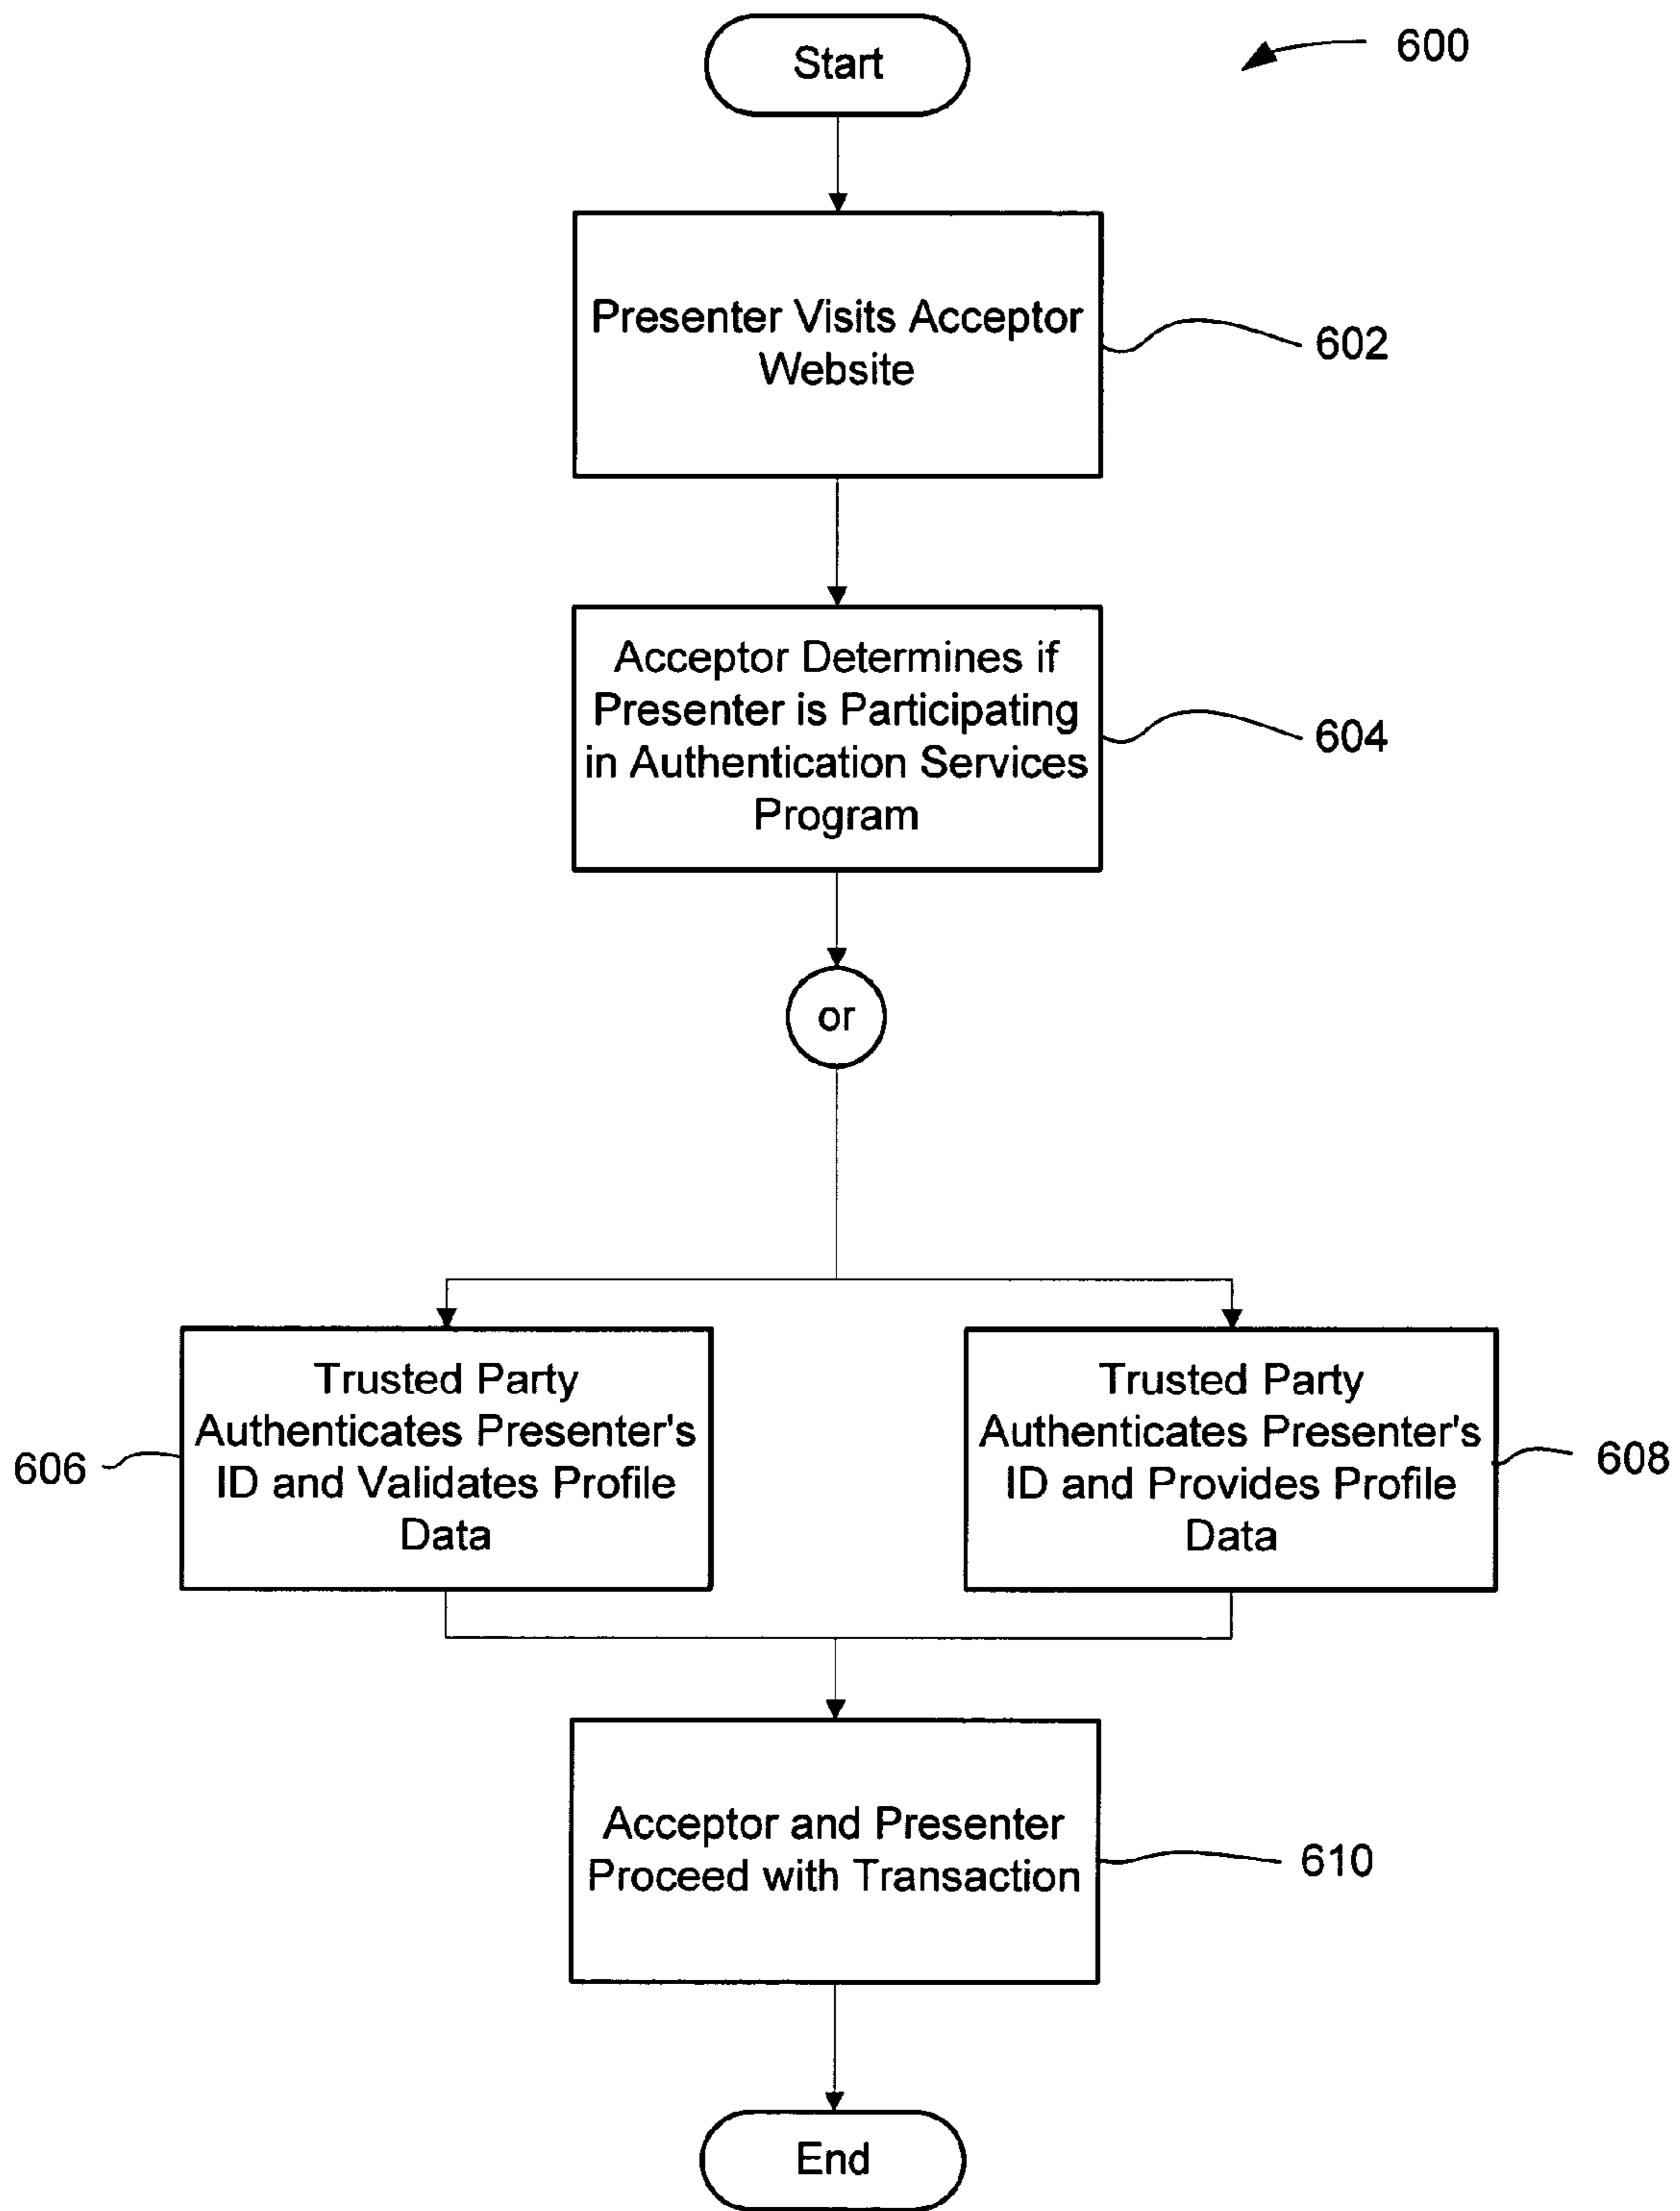 Start
600
Presenter Visits Acceptor
Website
602
Acceptor Determines if
Presenter is Participating
in Authentication Services
Program
604
or
Trusted Party
Authenticates Presenter's
ID and Validates Profile
Data
606
Trusted Party
Authenticates Presenter's
ID and Provides Profile
Data
608
Acceptor and Presenter
Proceed with Transaction
610
End